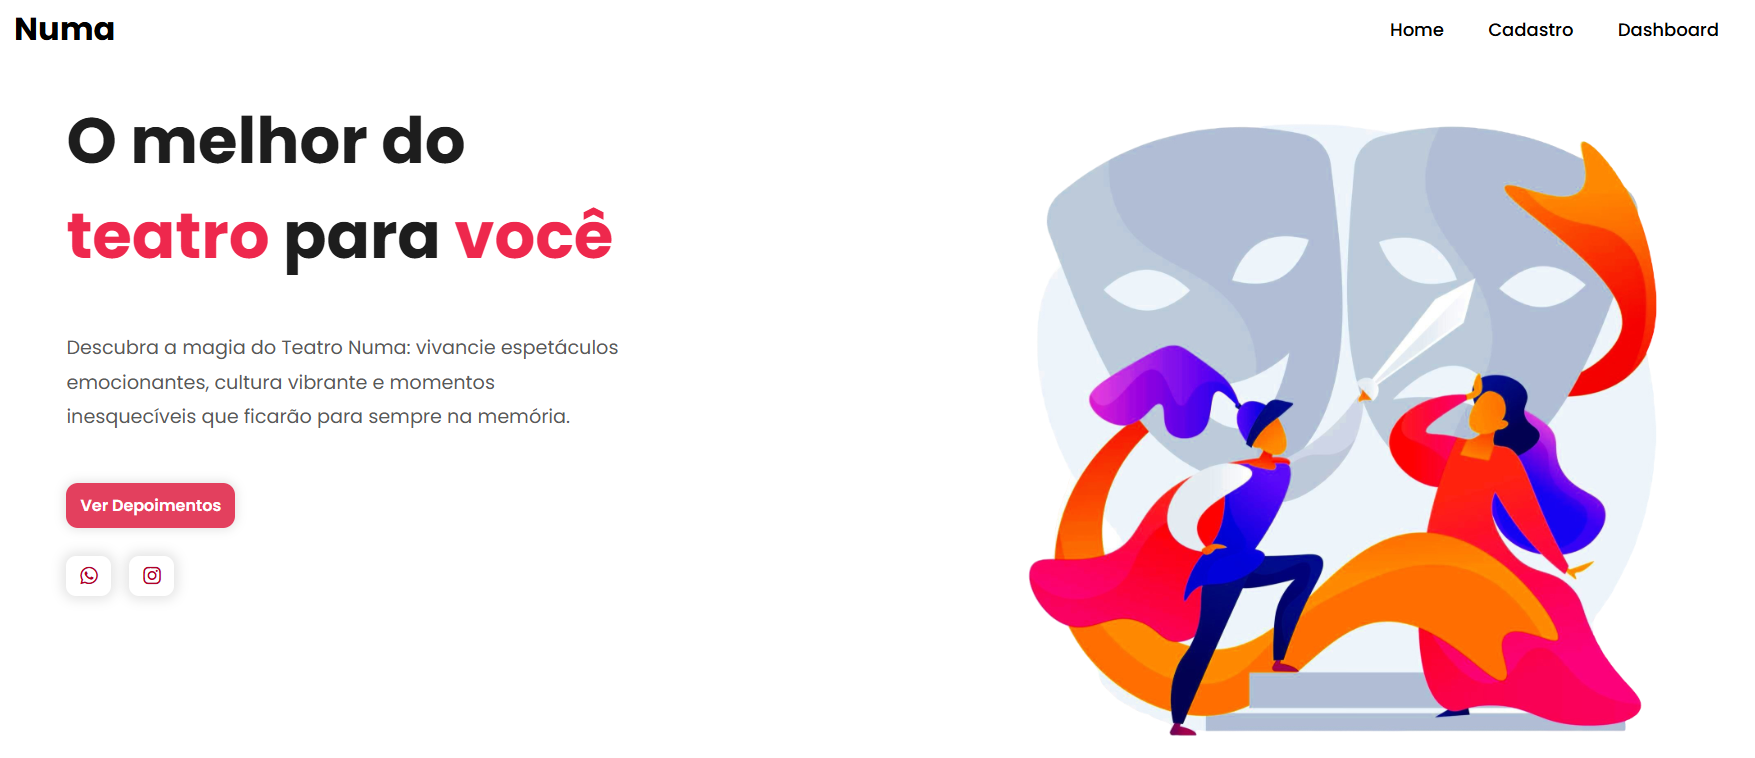 Numa
Home Cadastro Dashboard
O melhor do
teatro para você
Descubra a magia do Teatro Numa: vivancie espetáculos
emocionantes, cultura vibrante e momentos
inesquecíveis que ficarão para sempre na memória.
Ver Depoimentos